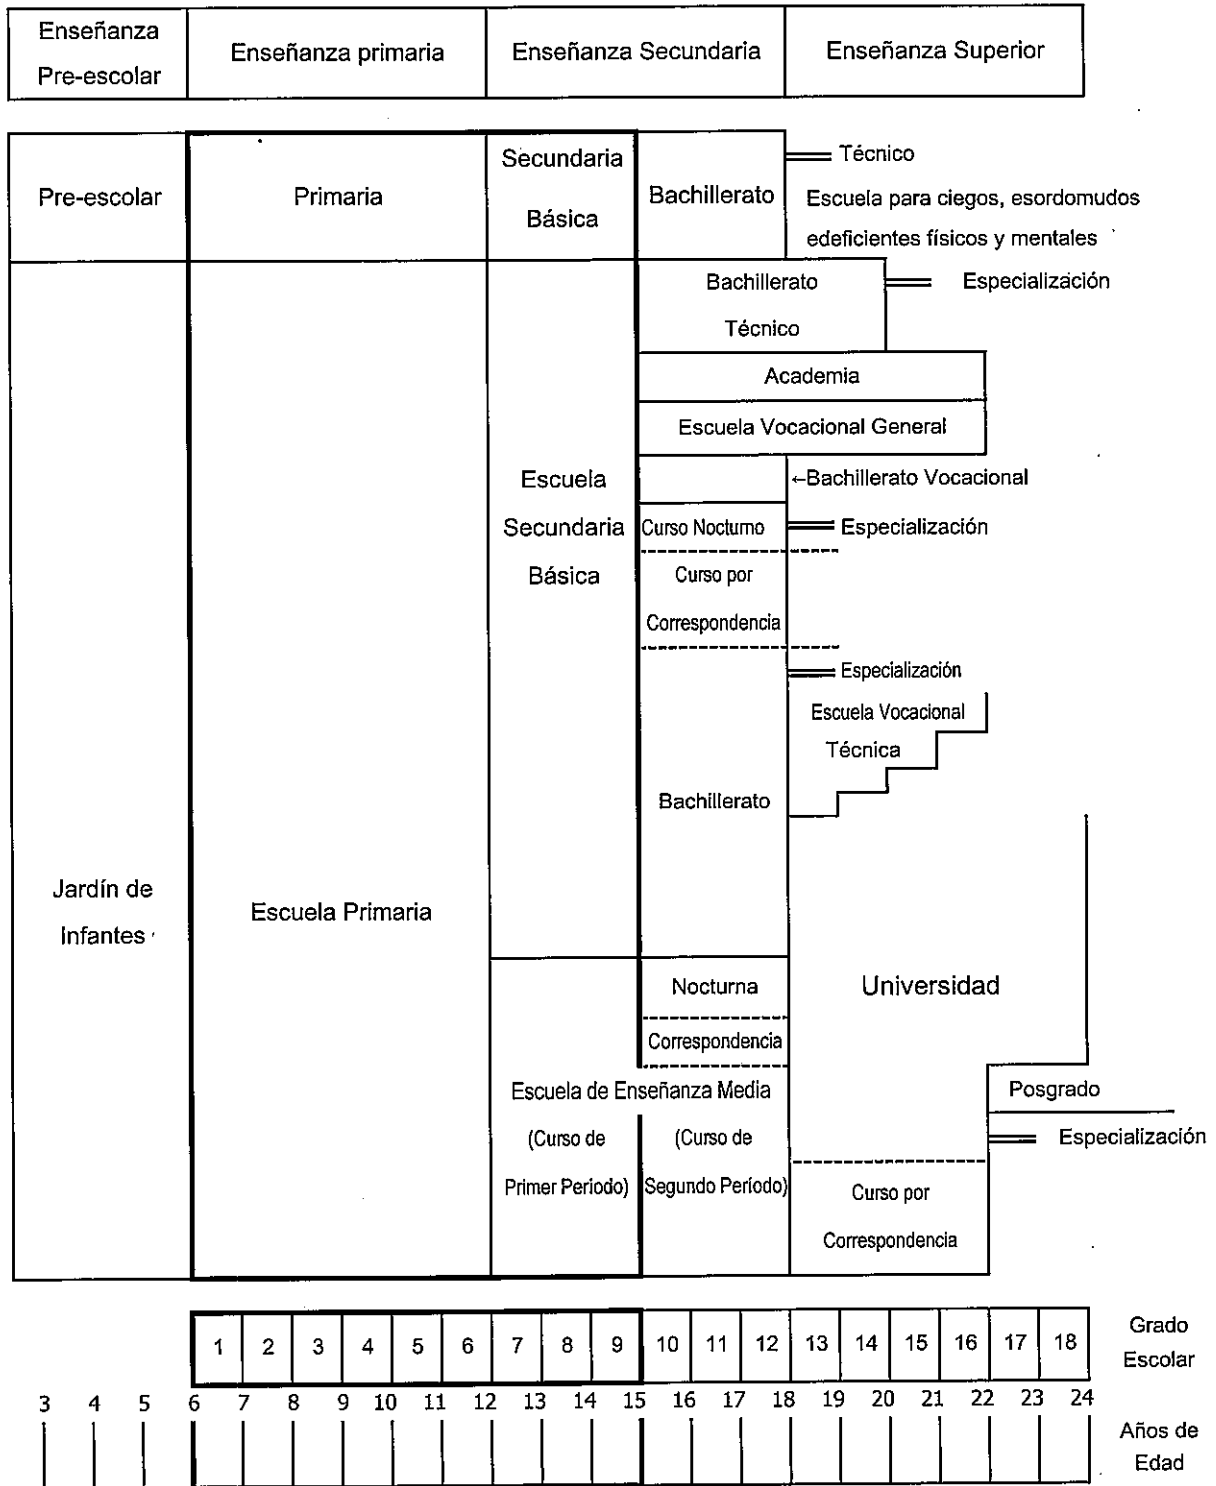 Enseñanza
Pre-escolar
Enseñanza primaria
Enseñanza Secundaria
Enseñanza Superior
Pre-escolar
Primaria
Secundaria
Básica
Bachillerato
Técnico
Escuela para ciegos, esordomudos
edeficientes físicos y mentales
Bachillerato
Técnico
Especialización
Academia
Escuela Vocacional General
←Bachillerato Vocacional
Escuela
Secundaria
Básica
Curso Nocturno
Especialización
Curso por
Correspondencia
Especialización
Escuela Vocacional
Técnica
Bachillerato
Jardín de
Infantes
Escuela Primaria
Nocturna
Correspondencia
Universidad
Escuela de Enseñanza Media
(Curso de
Primer Período)
(Curso de
Segundo Período)
Posgrado
Especialización
Curso por
Correspondencia
1 2 3 4 5 6 7 8 9 10 11 12 13 14 15 16 17 18
Grado
Escolar
3 4 5 6 7 8 9 10 11 12 13 14 15 16 17 18 19 20 21 22 23 24
Años de
Edad